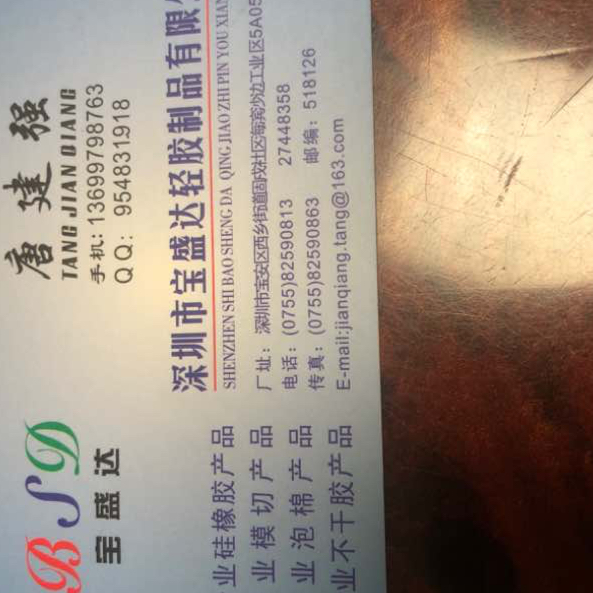 BSD
宝盛达
唐建强
TANG JIAN QIANG
手机:13699798763
QQ: 954831918
深圳市宝盛达轻胶制品有限
SHENZHEN SHI BAO SHENG DA QING JIAO ZHI PIN YOU XIAN
业硅橡胶产品
业模切产品
业泡棉产品
业不干胶产品
厂址: 深圳市宝安区西乡街道固戍社区海滨沙边工业区5A05
电话: (0755)82590813 27448358
传真: (0755)82590863 邮编: 518126
E-mail:jianqiang.tang@163.com